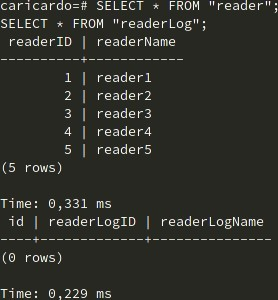 caricardo=# SELECT * FROM "reader";
SELECT * FROM "readerLog";
 readerID | readerName
----------+------------
        1 | reader1
        2 | reader2
        3 | reader3
        4 | reader4
        5 | reader5
(5 rows)

Time: 0,331 ms
 id | readerLogID | readerLogName
----+-------------+---------------
(0 rows)

Time: 0,229 ms